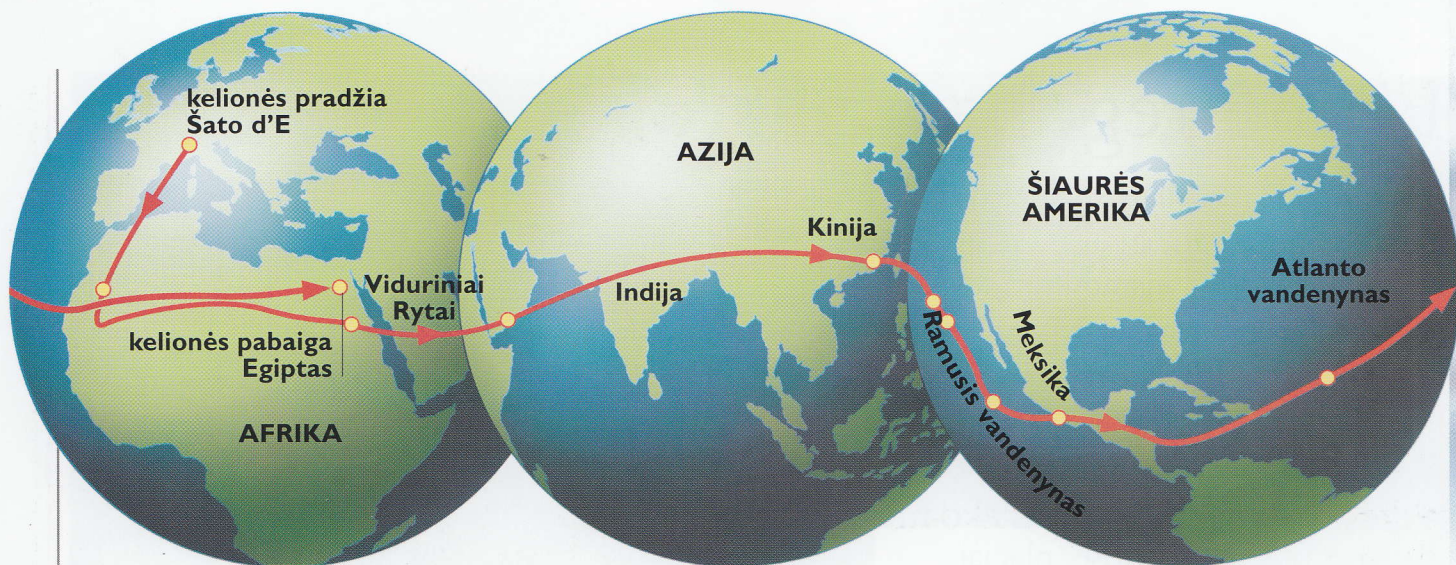 kelionės pradžia
Šato d'E
Viduriniai
Rytai
kelionės pabaiga
Egiptas
AFRIKA
AZIJA
Kinija
Indija
Ramusis vandenynas
Meksika
ŠIAURĖS
AMERIKA
Atlanto
vandenynas